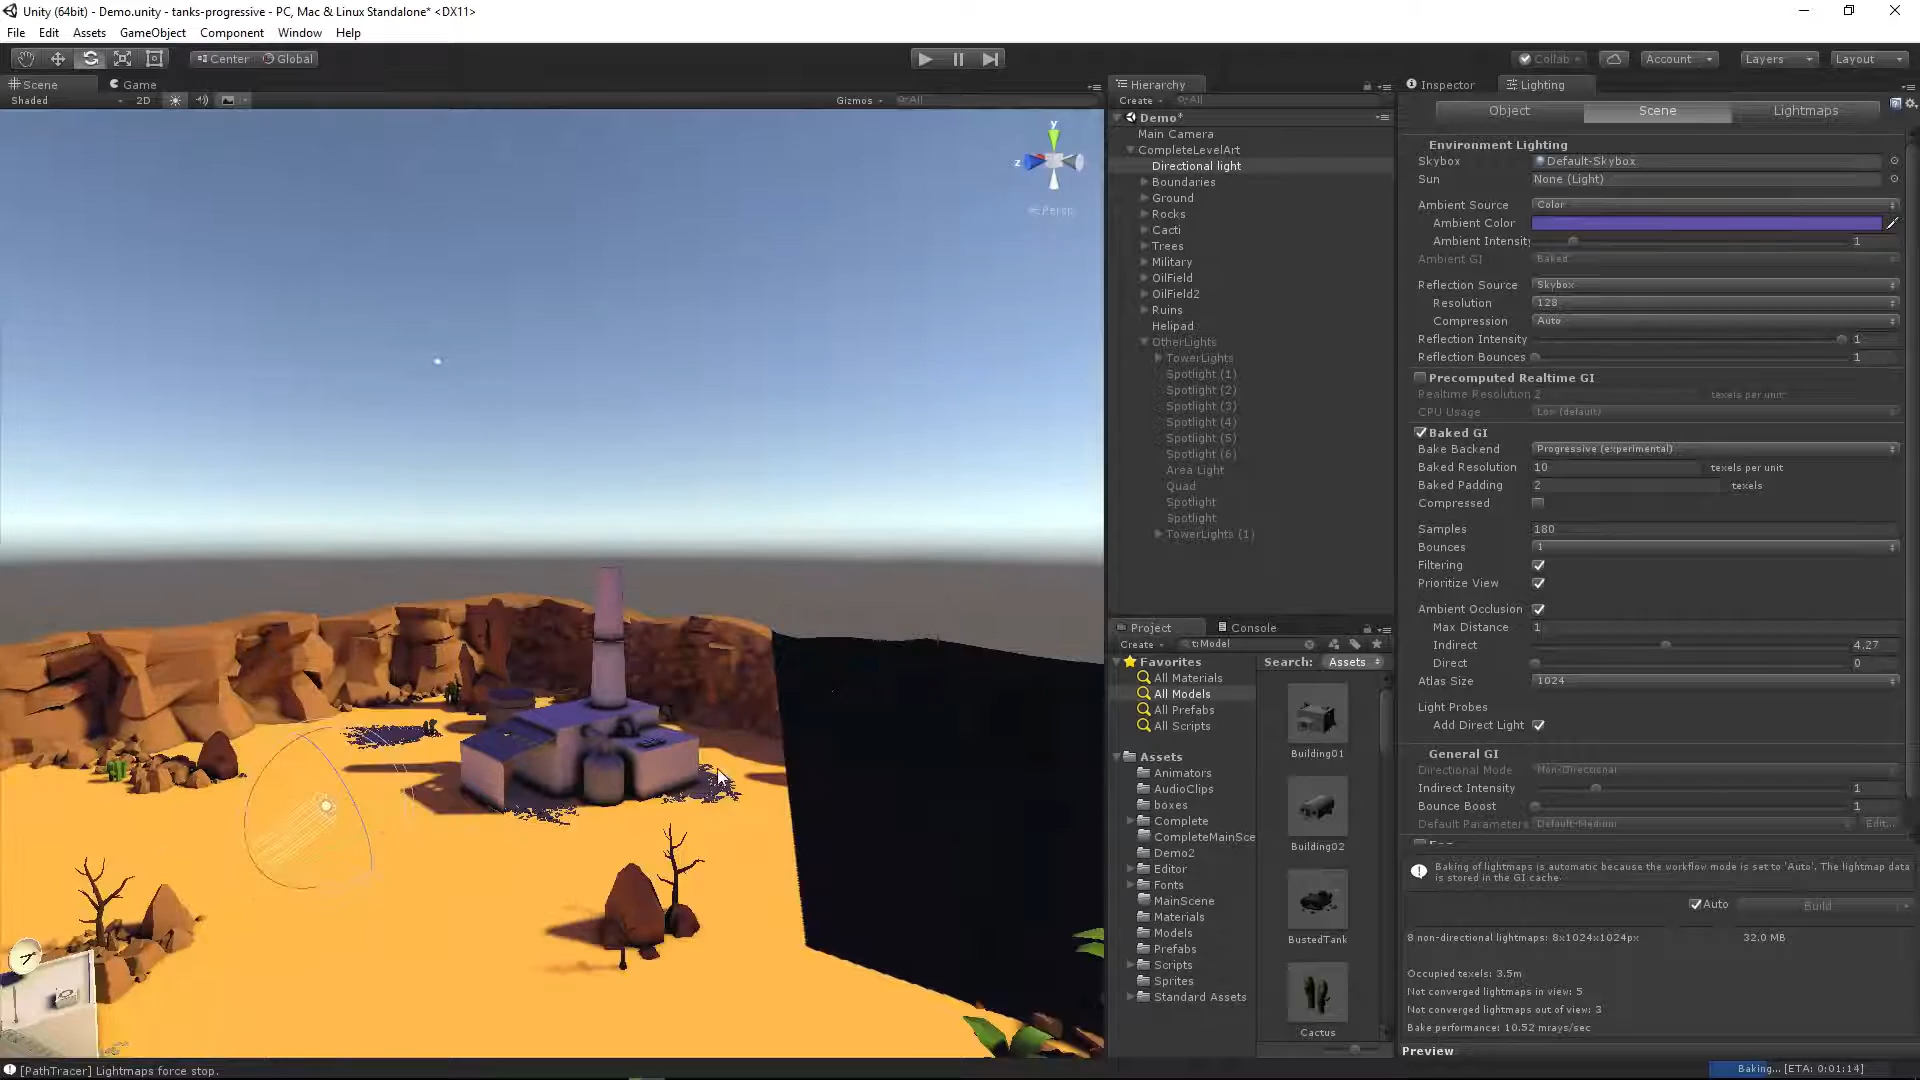 Unity (64bit) - Demo.unity - tanks-progressive - PC, Mac & Linux Standalone* <DX11>
File Edit Assets GameObject Component Window Help
Center Global Collab Account Layers Layout
Scene Game
Shaded 2D Gizmos All
y
z
Persp
Hierarchy
Create All
Demo*
Main Camera
CompleteLevelArt
Directional light
Boundaries
Ground
Rocks
Cacti
Trees
Military
OilField
OilField2
Ruins
Helipad
OtherLights
TowerLights
Spotlight (1)
Spotlight (2)
Spotlight (3)
Spotlight (4)
Spotlight (5)
Spotlight (6)
Area Light
Quad
Spotlight
Spotlight
TowerLights (1)
Project Console
Create t:Model
Favorites
All Materials
All Models
All Prefabs
All Scripts
Assets
Animators
AudioClips
boxes
Complete
CompleteMainSce
Demo2
Editor
Fonts
MainScene
Materials
Models
Prefabs
Scripts
Sprites
Standard Assets
Search: Assets
Building01
Building02
BustedTank
Cactus
Inspector Lighting
Object Scene Lightmaps
Environment Lighting
Skybox Default-Skybox
Sun None (Light)
Ambient Source Color
Ambient Color
Ambient Intensity 1
Ambient GI Baked
Reflection Source Skybox
Resolution 128
Compression Auto
Reflection Intensity 1
Reflection Bounces 1
Precomputed Realtime GI
Realtime Resolution 2 texels per unit
CPU Usage Low (default)
Baked GI
Bake Backend Progressive (experimental)
Baked Resolution 10 texels per unit
Baked Padding 2 texels
Compressed
Samples 180
Bounces 1
Filtering
Prioritize View
Ambient Occlusion
Max Distance 1
Indirect 4.27
Direct 0
Atlas Size 1024
Light Probes
Add Direct Light
General GI
Directional Mode Non-Directional
Indirect Intensity 1
Bounce Boost 1
Default Parameter Default-Medium Edit...
Baking of lightmaps is automatic because the workflow mode is set to 'Auto'. The lightmap data
is stored in the GI cache.
Auto Build
8 non-directional lightmaps: 8x1024x1024px 32.0 MB
Occupied texels: 3.5m
Not converged lightmaps in view: 5
Not converged lightmaps out of view: 3
Bake performance: 10.52 mrays/sec
Preview
[PathTracer] Lightmaps force stop.
Baking... [ETA: 0:01:14]